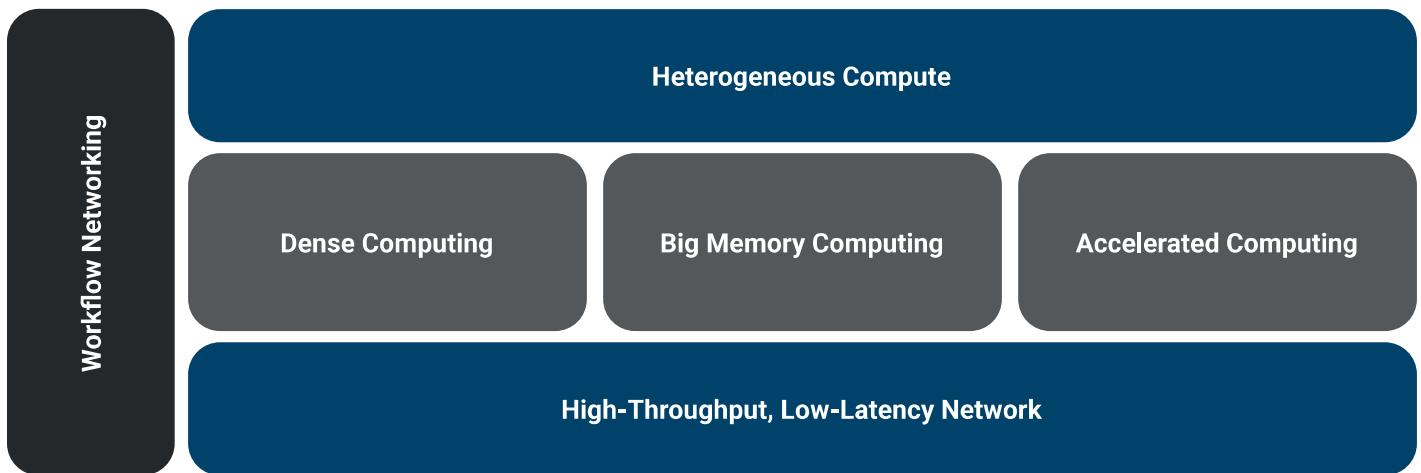 Workflow Networking
Heterogeneous Compute
Dense Computing
Big Memory Computing
Accelerated Computing
High-Throughput, Low-Latency Network